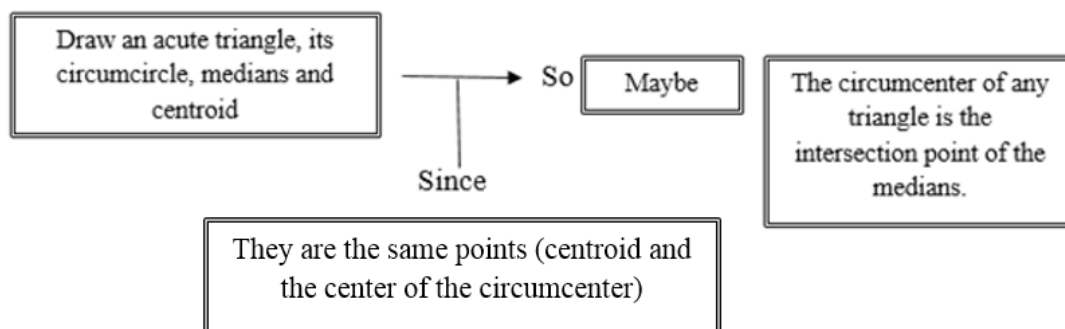 Draw an acute triangle, its
circumcircle, medians and
centroid
So
Maybe
The circumcenter of any
triangle is the
intersection point of the
medians.
Since
They are the same points (centroid and
the center of the circumcenter)